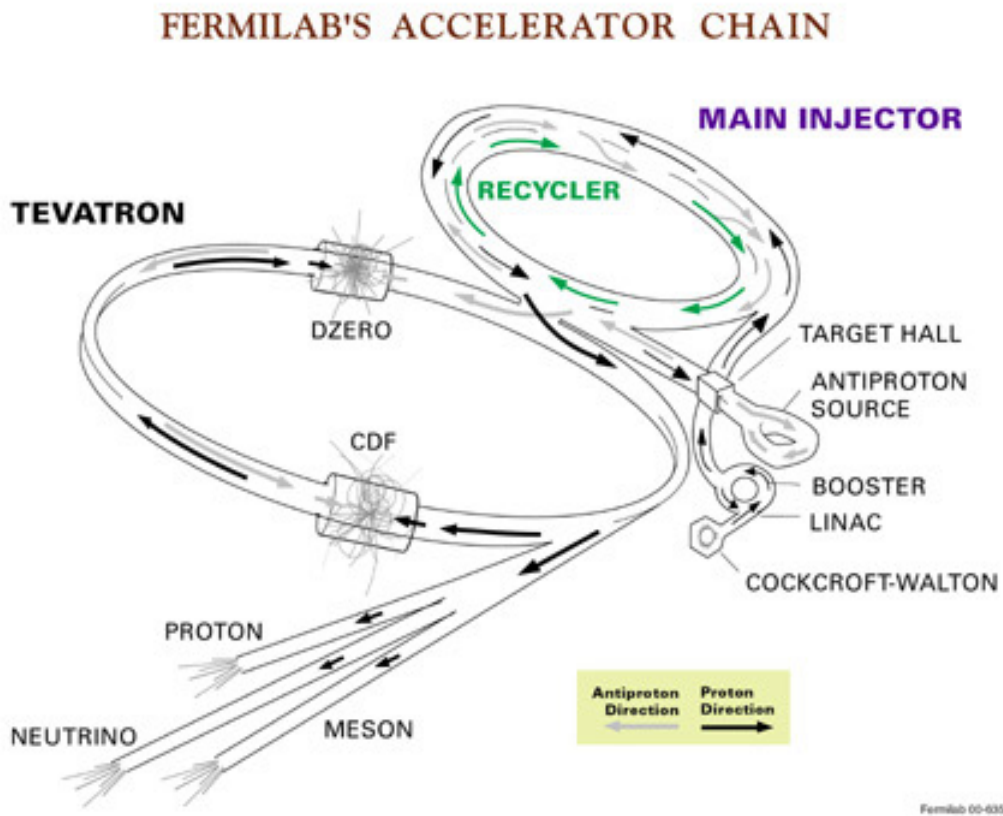 FERMILAB'S ACCELERATOR CHAIN
MAIN INJECTOR
RECYCLER
TEVATRON
DZERO
TARGET HALL
ANTIPROTON
SOURCE
CDF
BOOSTER
LINAC
COCKCROFT-WALTON
PROTON
NEUTRINO
MESON
Antiproton
Direction
Proton
Direction
Fermilab